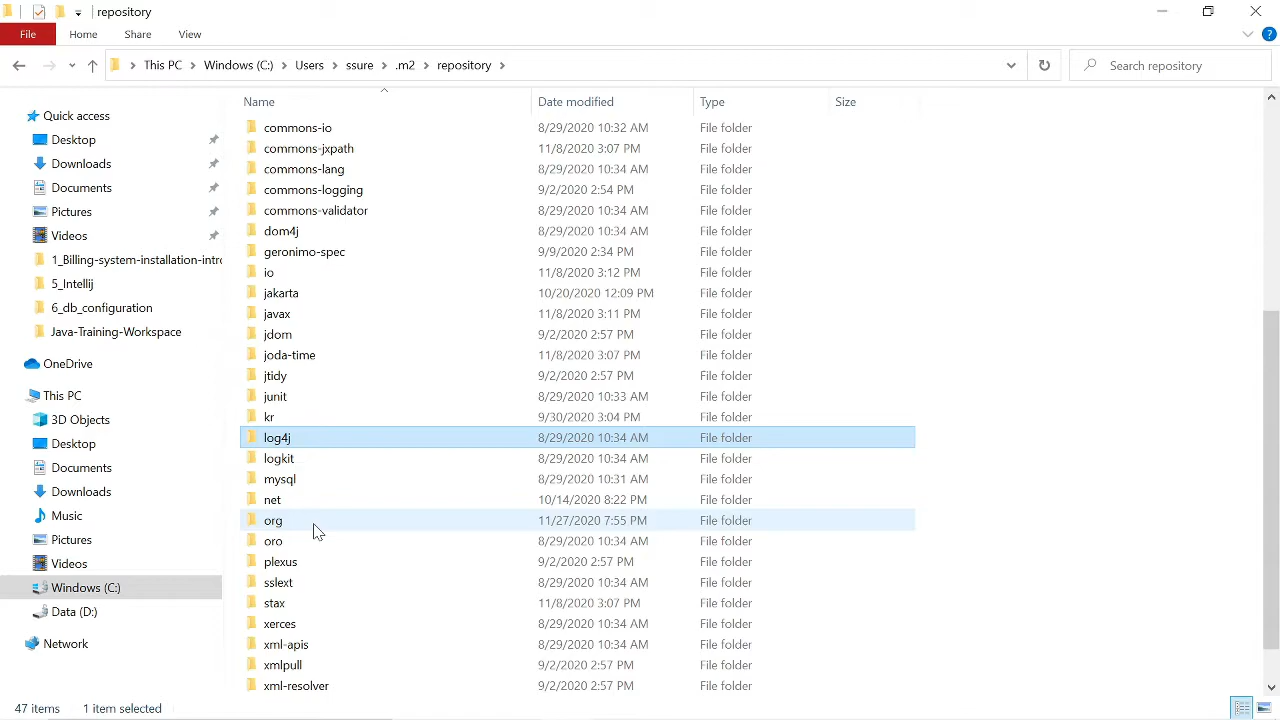 repository
File Home Share View
This PC Windows (C:) Users ssure .m2 repository Search repository
Name Date modified Type Size
Quick access
Desktop
Downloads
Documents
Pictures
Videos
1_Billing-system-installation-intro
5_Intellij
6_db_configuration
Java-Training-Workspace
OneDrive
This PC
3D Objects
Desktop
Documents
Downloads
Music
Pictures
Videos
Windows (C:)
Data (D:)
Network
commons-io 8/29/2020 10:32 AM File folder
commons-jxpath 11/8/2020 3:07 PM File folder
commons-lang 8/29/2020 10:34 AM File folder
commons-logging 9/2/2020 2:54 PM File folder
commons-validator 8/29/2020 10:34 AM File folder
dom4j 8/29/2020 10:34 AM File folder
geronimo-spec 9/9/2020 2:34 PM File folder
io 11/8/2020 3:12 PM File folder
jakarta 10/20/2020 12:09 PM File folder
javax 11/8/2020 3:11 PM File folder
jdom 9/2/2020 2:57 PM File folder
joda-time 11/8/2020 3:07 PM File folder
jtidy 9/2/2020 2:57 PM File folder
junit 8/29/2020 10:33 AM File folder
kr 9/30/2020 3:04 PM File folder
log4j 8/29/2020 10:34 AM File folder
logkit 8/29/2020 10:34 AM File folder
mysql 8/29/2020 10:31 AM File folder
net 10/14/2020 8:22 PM File folder
org 11/27/2020 7:55 PM File folder
oro 8/29/2020 10:34 AM File folder
plexus 9/2/2020 2:57 PM File folder
sslext 8/29/2020 10:34 AM File folder
stax 11/8/2020 3:07 PM File folder
xerces 8/29/2020 10:34 AM File folder
xml-apis 8/29/2020 10:34 AM File folder
xmlpull 9/2/2020 2:57 PM File folder
xml-resolver 9/2/2020 2:57 PM File folder
47 items 1 item selected